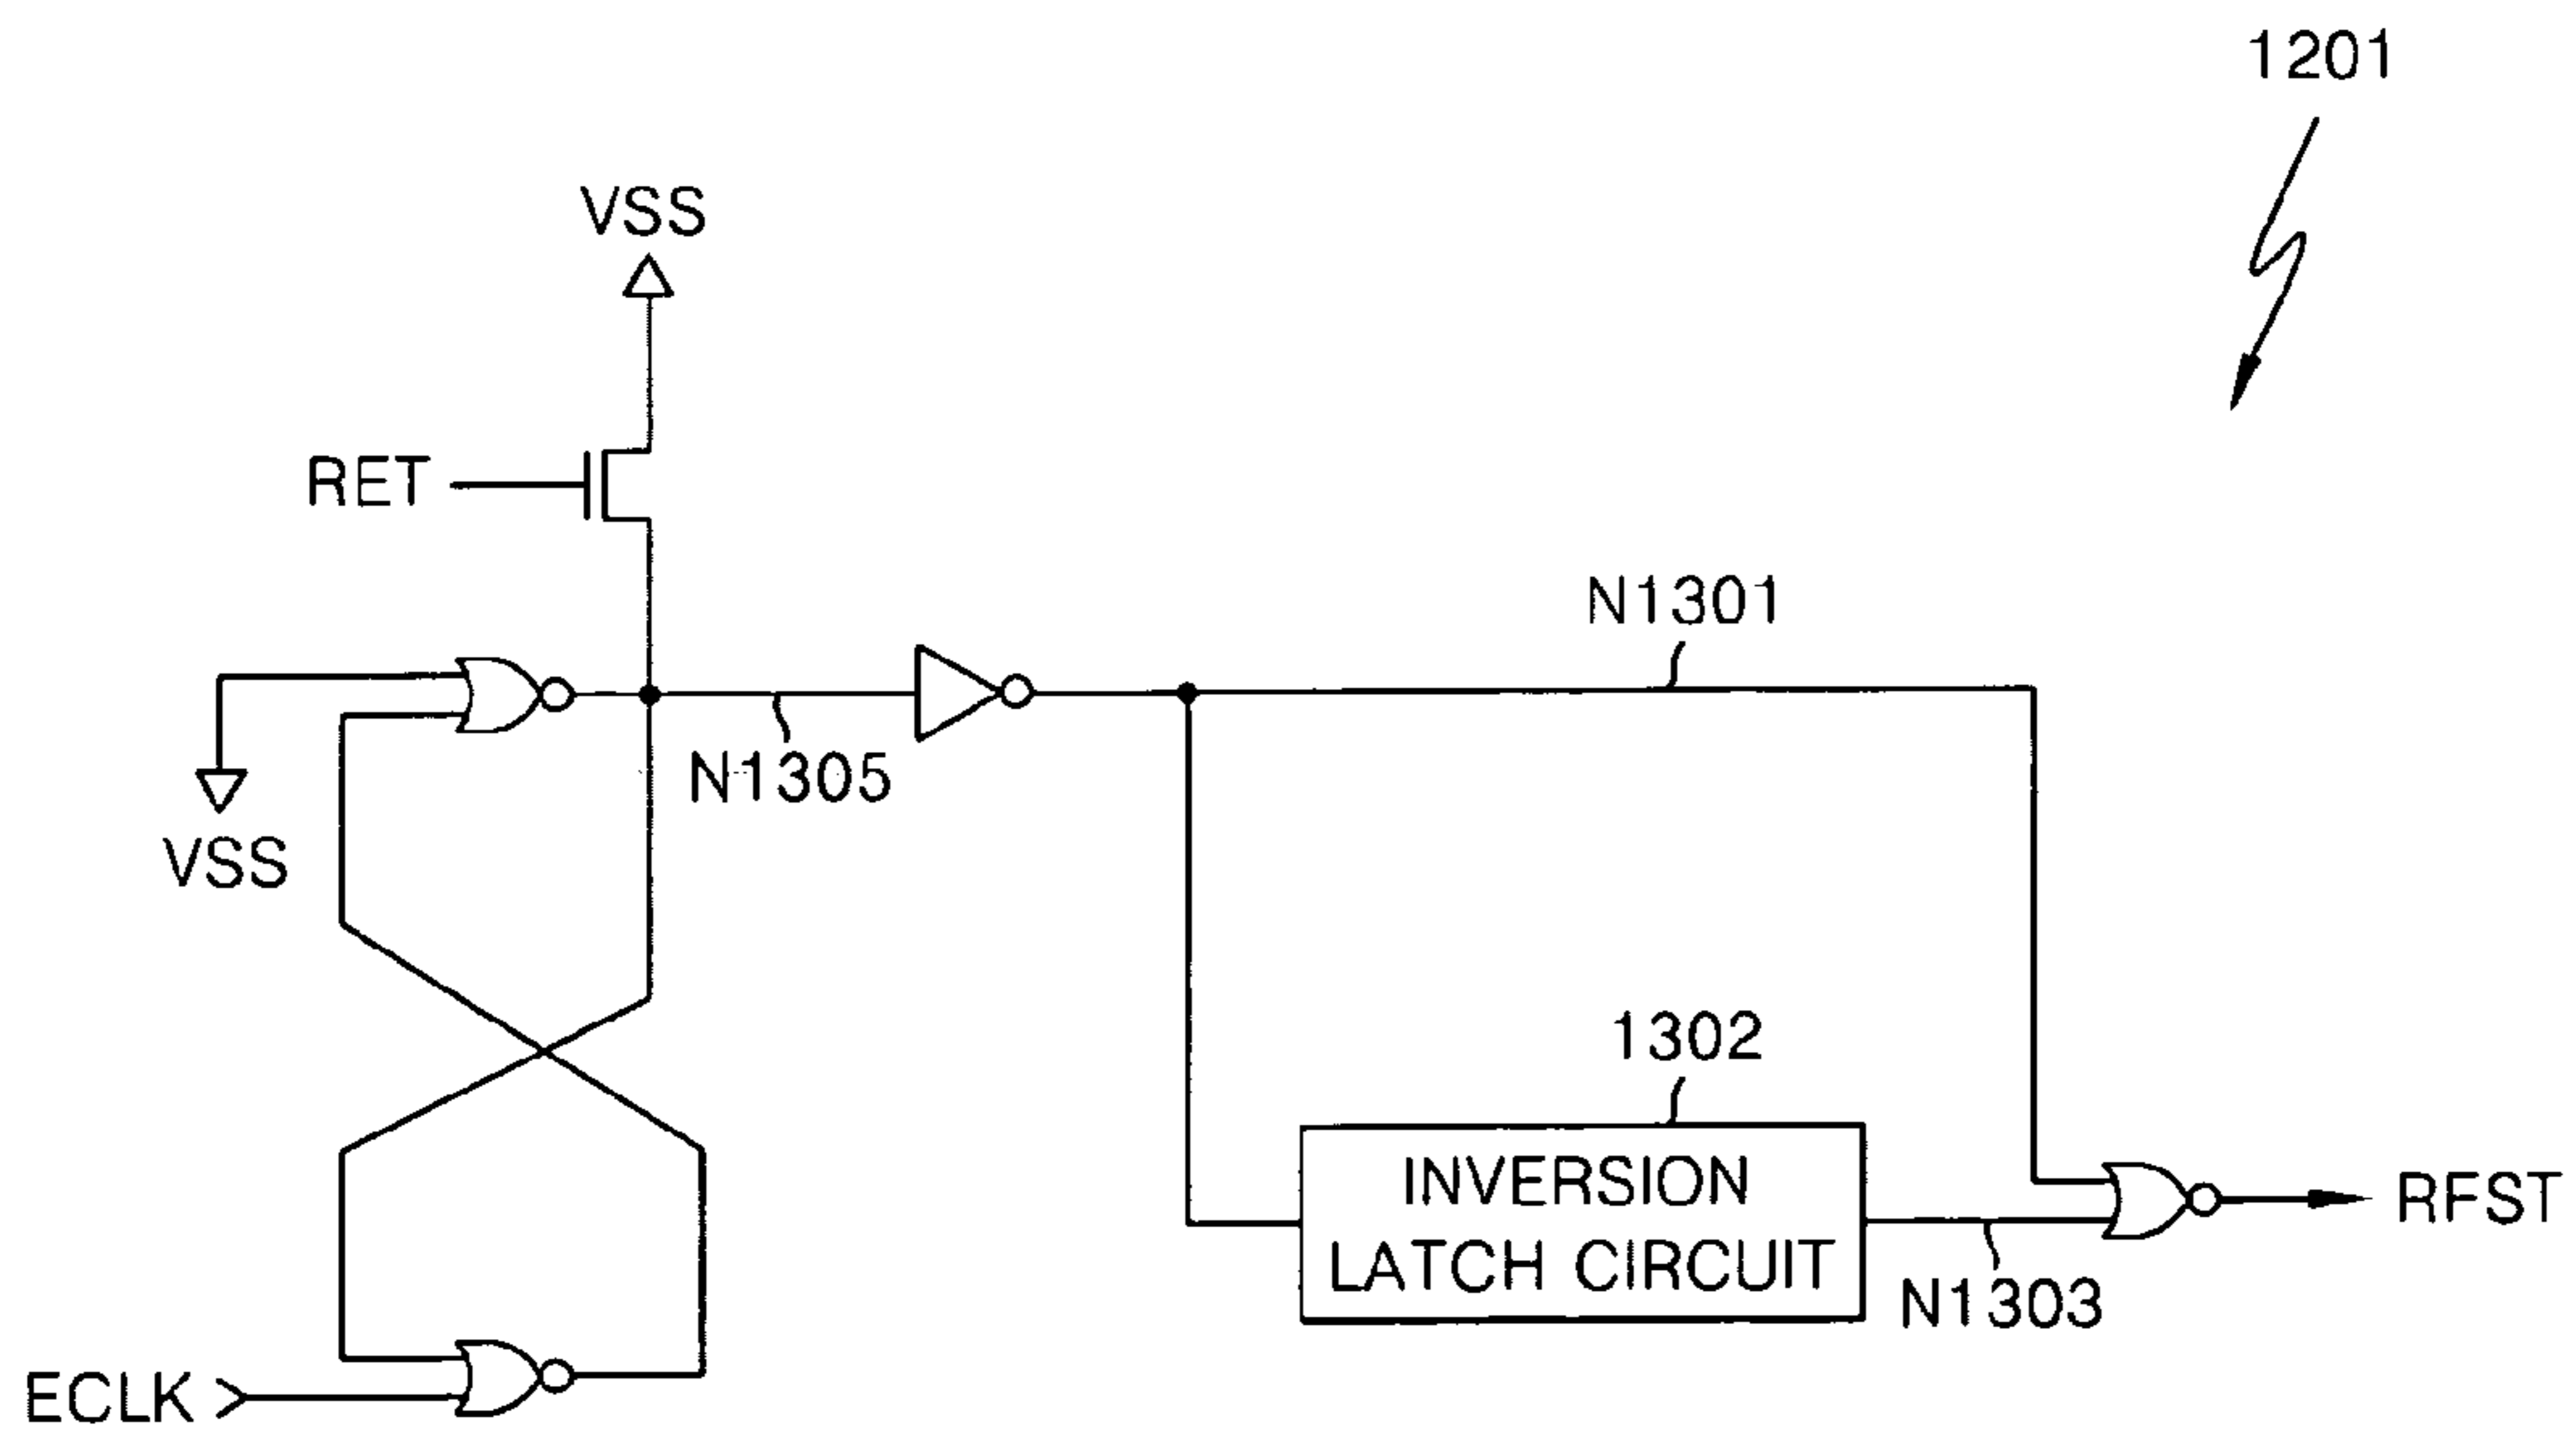 1201
VSS
RET
N1301
N1305
VSS
1302
INVERSION
LATCH CIRCUIT
RFST
N1303
ECLK